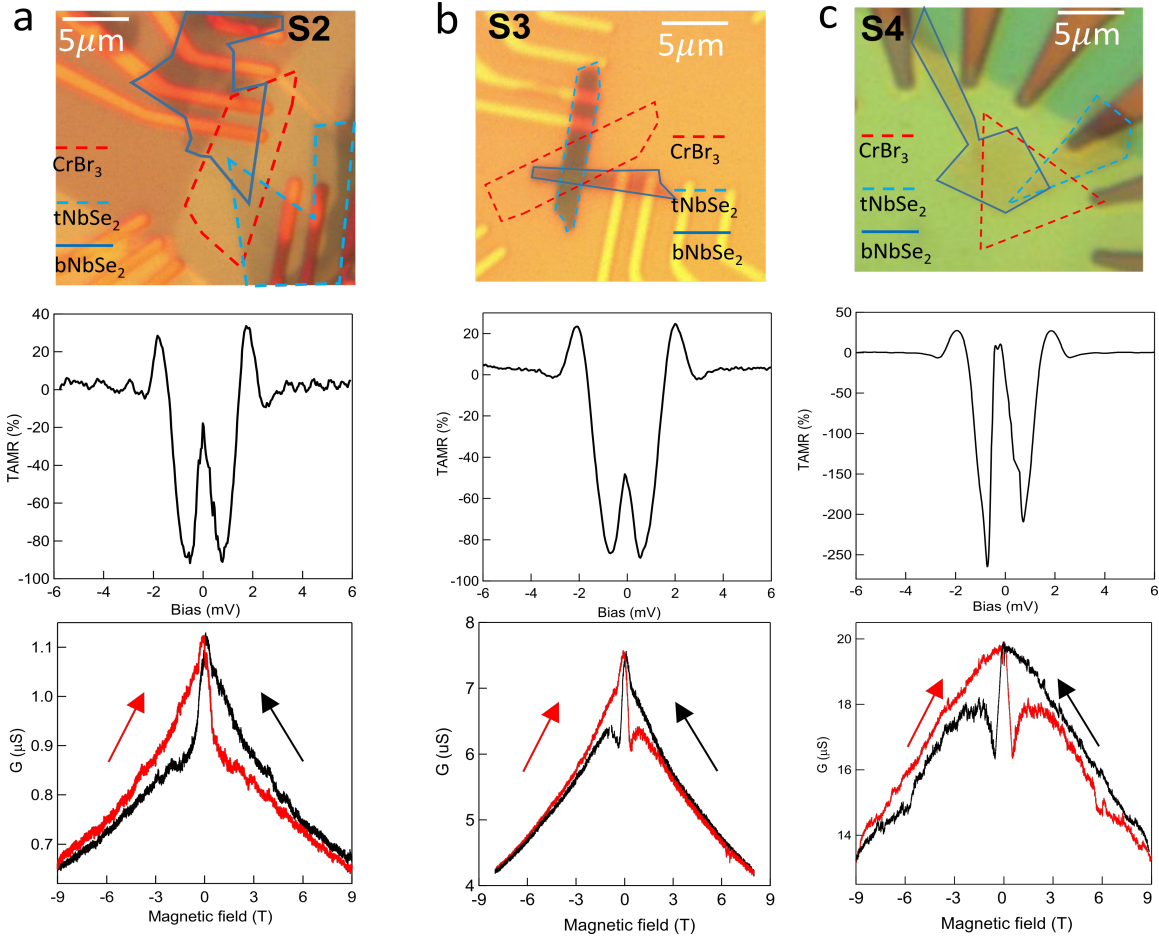 a
S2
5μm
CrBr3
tNbSe2
bNbSe2
b
S3
5μm
CrBr3
tNbSe2
bNbSe2
c
S4
5μm
CrBr3
tNbSe2
bNbSe2
40
20
0
-20
-40
-60
-80
-100
TAMR (%)
-6 -4 -2 0 2 4 6
Bias (mV)
20
0
-20
-40
-60
-80
-100
TAMR (%)
-6 -4 -2 0 2 4 6
Bias (mV)
50
0
-50
-100
-150
-200
-250
TAMR (%)
-6 -4 -2 0 2 4 6
Bias (mV)
1.1
1.0
0.9
0.8
0.7
G (μS)
-9 -6 -3 0 3 6 9
Magnetic field (T)
8
7
6
5
4
G (μS)
-9 -6 -3 0 3 6 9
Magnetic field (T)
20
18
16
14
G (μS)
-9 -6 -3 0 3 6 9
Magnetic field (T)